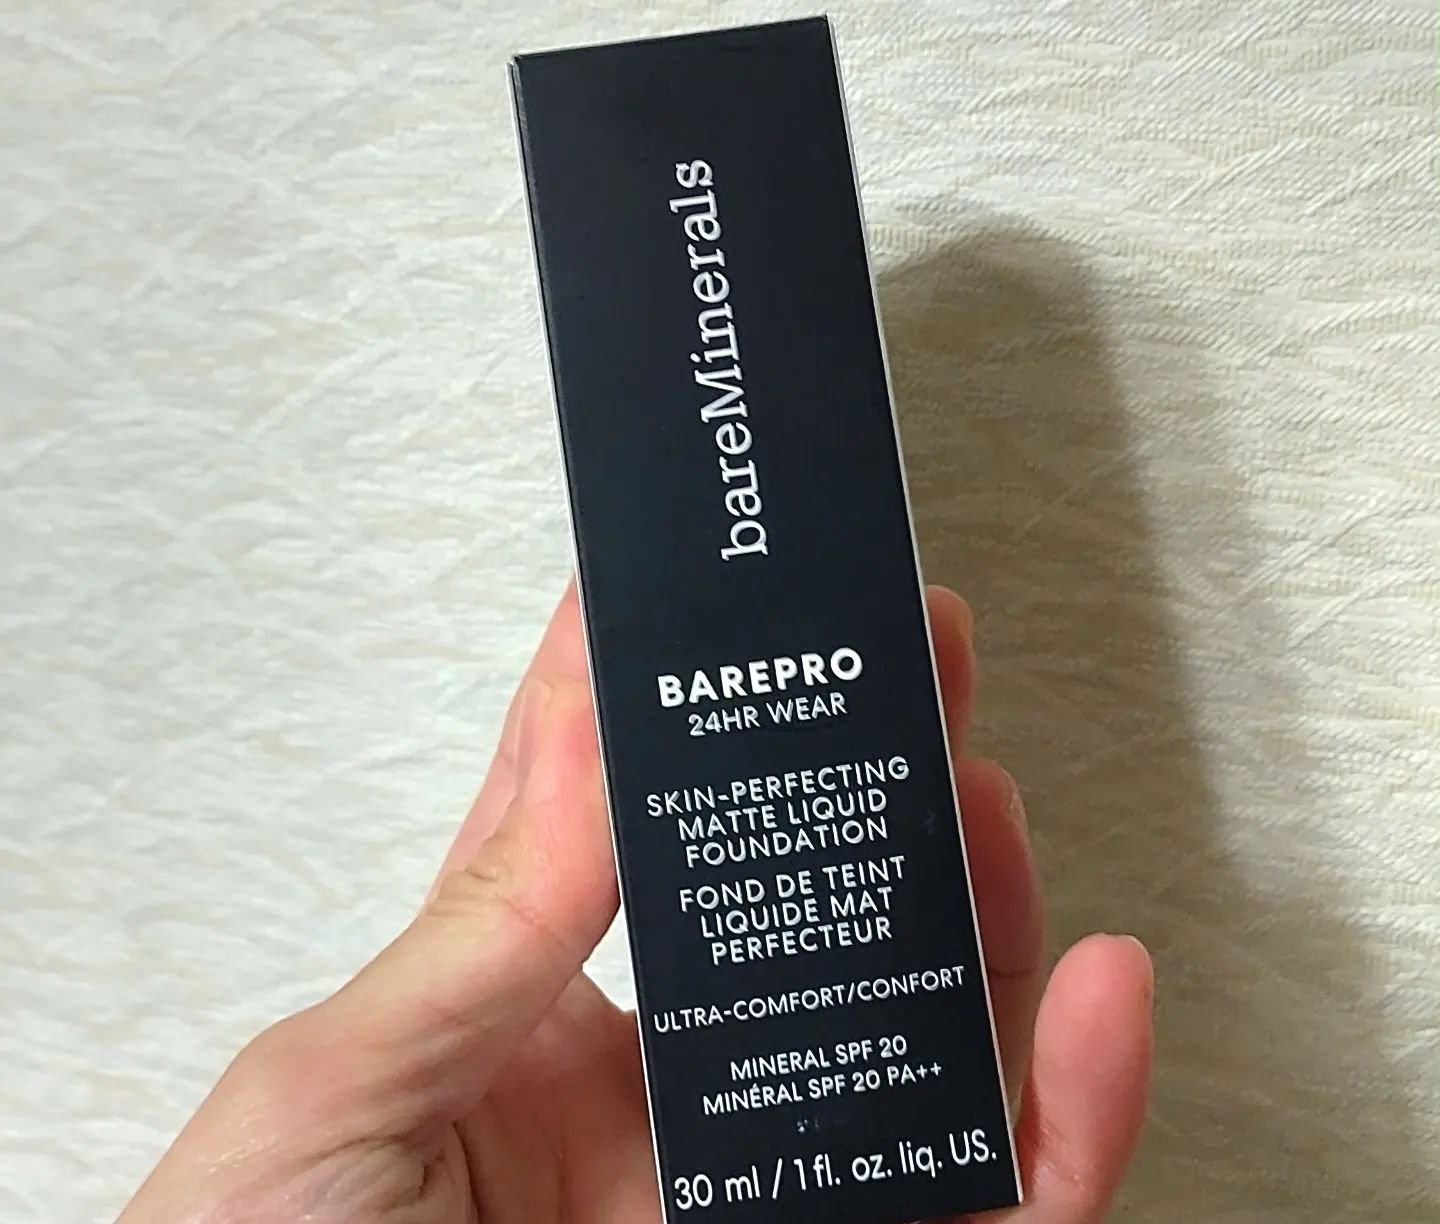 bareMinerals
BAREPRO
24HR WEAR
SKIN-PERFECTING
MATTE LIQUID
FOUNDATION
FOND DE TEINT
LIQUIDE MAT
PERFECTEUR
ULTRA-COMFORT/CONFORT
MINERAL SPF 20
MINÉRAL SPF 20 PA++
30 ml / 1 fl. oz. liq. US.